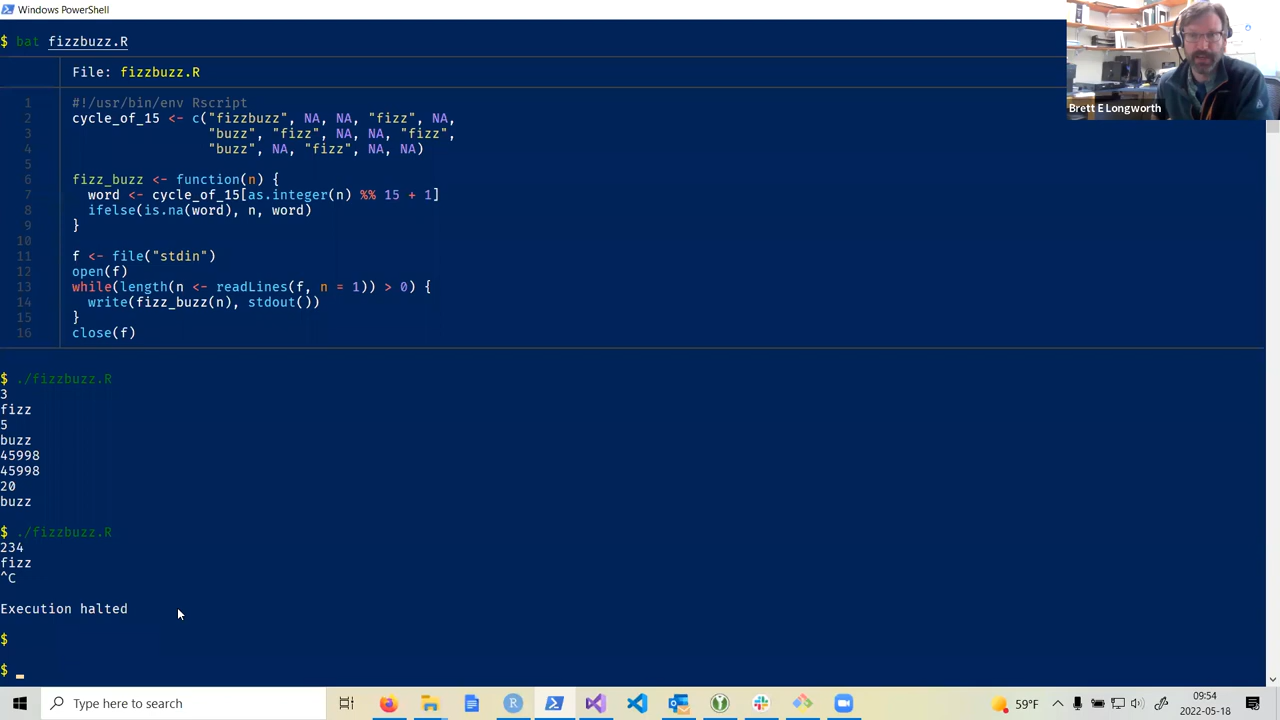 Windows PowerShell
$ bat fizzbuzz.R
File: fizzbuzz.R
1 #!/usr/bin/env Rscript
2 cycle_of_15 <- c("fizzbuzz", NA, NA, "fizz", NA,
3 "buzz", "fizz", NA, NA, "fizz",
4 "buzz", NA, "fizz", NA, NA)
5
6 fizz_buzz <- function(n) {
7 word <- cycle_of_15[as.integer(n) %% 15 + 1]
8 ifelse(is.na(word), n, word)
9 }
10
11 f <- file("stdin")
12 open(f)
13 while(length(n <- readLines(f, n = 1)) > 0) {
14 write(fizz_buzz(n), stdout())
15 }
16 close(f)
$ ./fizzbuzz.R
3
fizz
5
buzz
45998
45998
20
buzz
$ ./fizzbuzz.R
234
fizz
^C
Execution halted
$
$
Brett E Longworth
Type here to search
59°F
09:54
2022-05-18